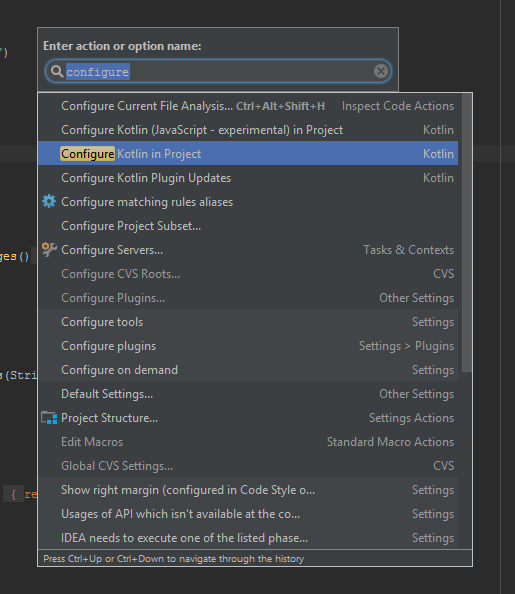 ')
Enter action or option name:
configure
Configure Current File Analysis... Ctrl+Alt+Shift+H Inspect Code Actions
Configure Kotlin (JavaScript - experimental) in Project Kotlin
Configure Kotlin in Project Kotlin
Configure Kotlin Plugin Updates Kotlin
Configure matching rules aliases
Configure Project Subset...
ges() Configure Servers... Tasks & Contexts
Configure CVS Roots... CVS
Configure Plugins... Other Settings
Configure tools Settings
Configure plugins Settings > Plugins
s(Stri Configure on demand Settings
Default Settings... Other Settings
Project Structure... Settings Actions
Edit Macros Standard Macro Actions
Global CVS Settings... CVS
{ re Show right margin (configured in Code Style o... Settings
Usages of API which isn't available at the co... Settings
IDEA needs to execute one of the listed phase... Settings
Press Ctrl+Up or Ctrl+Down to navigate through the history